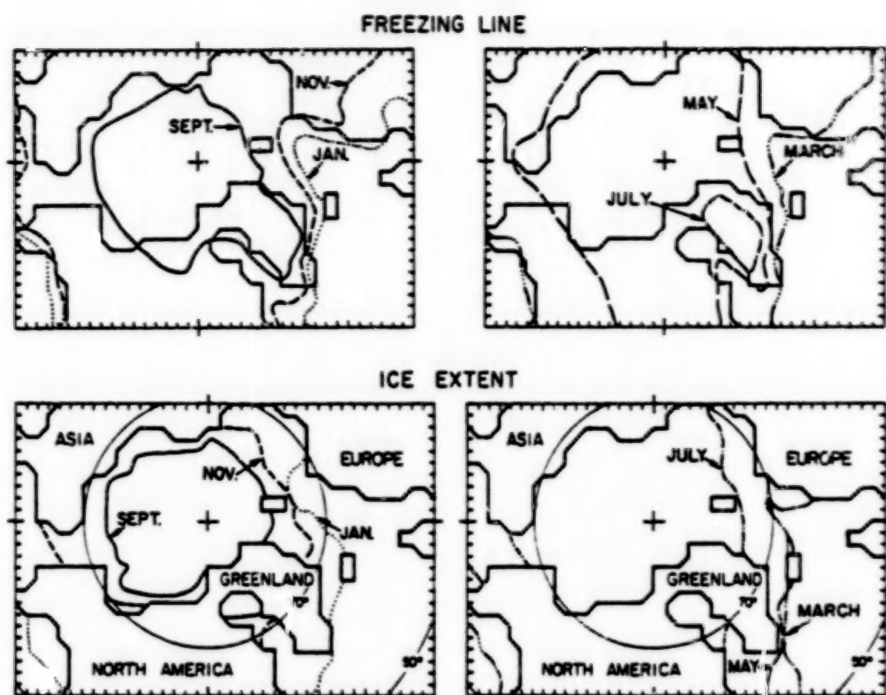 FREEZING LINE
NOV.
SEPT.
JAN.
MAY
MARCH
JULY
ICE EXTENT
ASIA
EUROPE
NOV.
SEPT.
JAN.
GREENLAND
70°
NORTH AMERICA
50°
ASIA
JULY
EUROPE
GREENLAND
70°
MARCH
NORTH AMERICA
MAY
50°